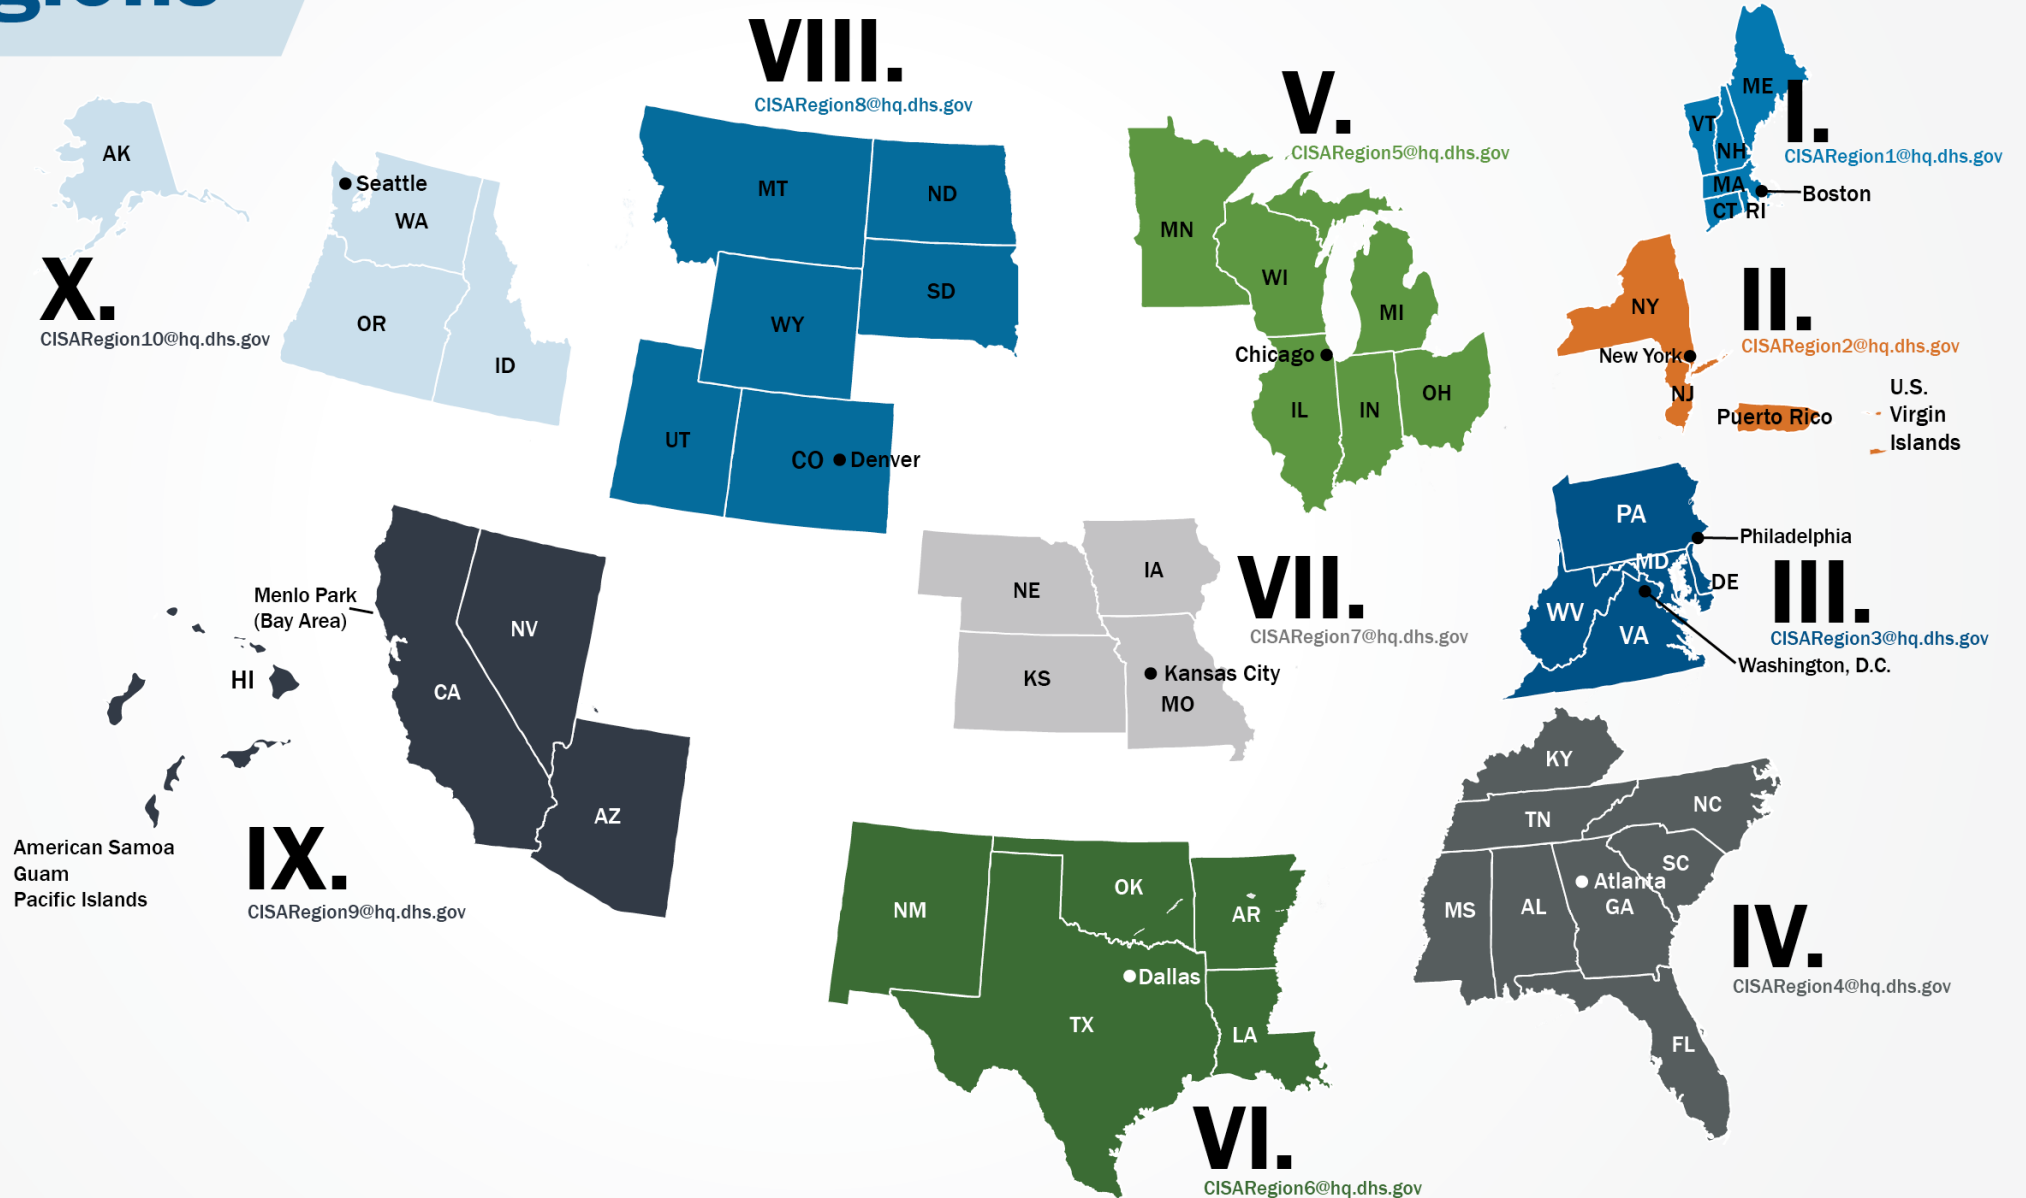 VIII.
CISARegion8@hq.dhs.gov
MT
ND
SD
WY
UT
CO
Denver
V.
CISARegion5@hq.dhs.gov
MN
WI
MI
Chicago
IL
IN
OH
ME
VT
NH
MA
CT
RI
I.
CISARegion1@hq.dhs.gov
Boston
AK
X.
CISARegion10@hq.dhs.gov
Seattle
WA
OR
ID
NY
II.
CISARegion2@hq.dhs.gov
New York
NJ
Puerto Rico
U.S.
Virgin
Islands
PA
Philadelphia
MD
DE
WV
VA
III.
CISARegion3@hq.dhs.gov
Washington, D.C.
Menlo Park
(Bay Area)
NV
CA
HI
AZ
American Samoa
Guam
Pacific Islands
IX.
CISARegion9@hq.dhs.gov
NE
IA
KS
Kansas City
MO
VII.
CISARegion7@hq.dhs.gov
KY
TN
NC
SC
Atlanta
GA
MS
AL
FL
IV.
CISARegion4@hq.dhs.gov
NM
OK
AR
Dallas
TX
LA
VI.
CISARegion6@hq.dhs.gov